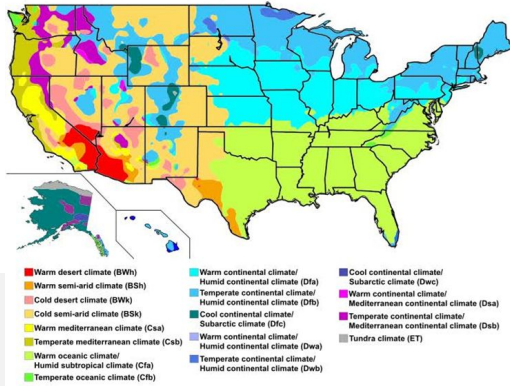 Warm desert climate (BWh)
Warm semi-arid climate (BSh)
Cold desert climate (BWk)
Cold semi-arid climate (BSk)
Warm mediterranean climate (Csa)
Temperate mediterranean climate (Csb)
Warm oceanic climate/
Humid subtropical climate (Cfa)
Temperate oceanic climate (Cfb)
Warm continental climate/
Humid continental climate (Dfa)
Temperate continental climate/
Humid continental climate (Dfb)
Cool continental climate/
Subarctic climate (Dfc)
Warm continental climate/
Humid continental climate (Dwa)
Temperate continental climate/
Humid continental climate (Dwb)
Cool continental climate/
Subarctic climate (Dwc)
Warm continental climate/
Mediterranean continental climate (Dsa)
Temperate continental climate/
Mediterranean continental climate (Dsb)
Tundra climate (ET)